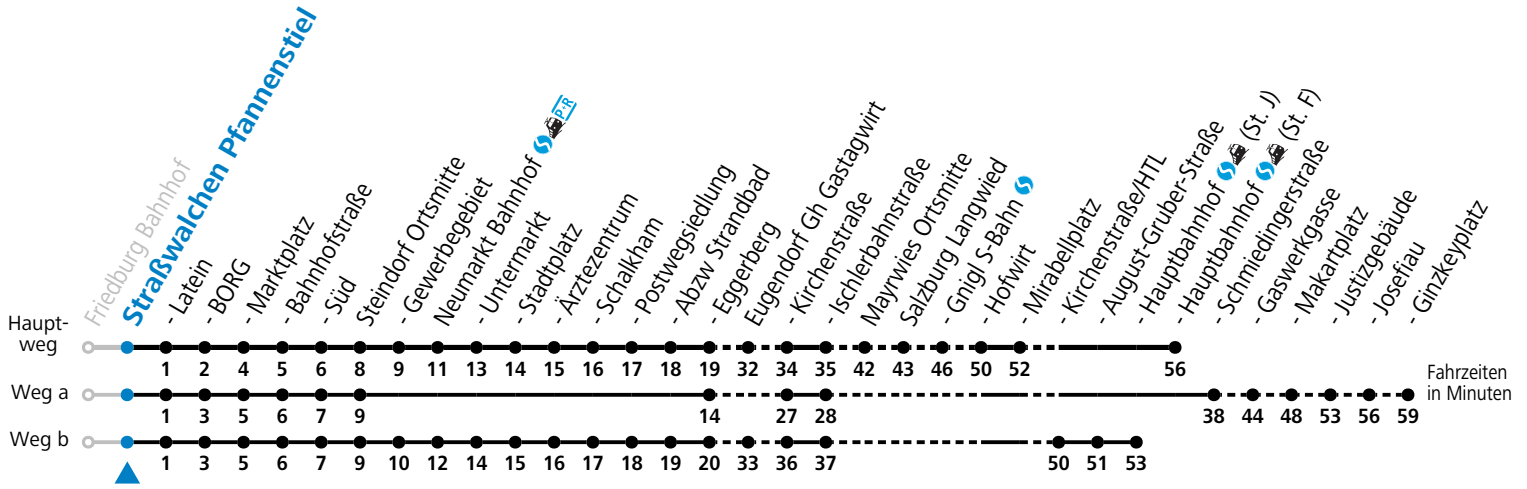 Friedburg Bahnhof
Straßwalchen Pfannenstiel
- Latein
- BORG
- Marktplatz
- Bahnhofstraße
- Süd
Steindorf Ortsmitte
- Gewerbegebiet
Neumarkt Bahnhof P+R
- Untermarkt
- Stadtplatz
- Ärztezentrum
- Schalkham
- Postwegsiedlung
- Abzw Strandbad
- Eggerberg
Eugendorf Gh Gastagwirt
- Kirchenstraße
- Ischlerbahnstraße
Mayrwies Ortsmitte
Salzburg Langwied
- Gnigl S-Bahn
- Hofwirt
- Mirabellplatz
- Kirchenstraße/HTL
- August-Gruber-Straße
- Hauptbahnhof (St. J)
- Hauptbahnhof (St. F)
- Schmiedingerstraße
- Gaswerkgasse
- Makartplatz
- Justizgebäude
- Josefiau
- Ginzkeyplatz
Haupt-
weg
1 2 4 5 6 8 9 11 13 14 15 16 17 18 19 32 34 35 42 43 46 50 52 56
Weg a
1 3 5 6 7 9 14 27 28 38 44 48 53 56 59
Fahrzeiten
in Minuten
Weg b
1 3 5 6 7 9 10 12 14 15 16 17 18 19 20 33 36 37 50 51 53